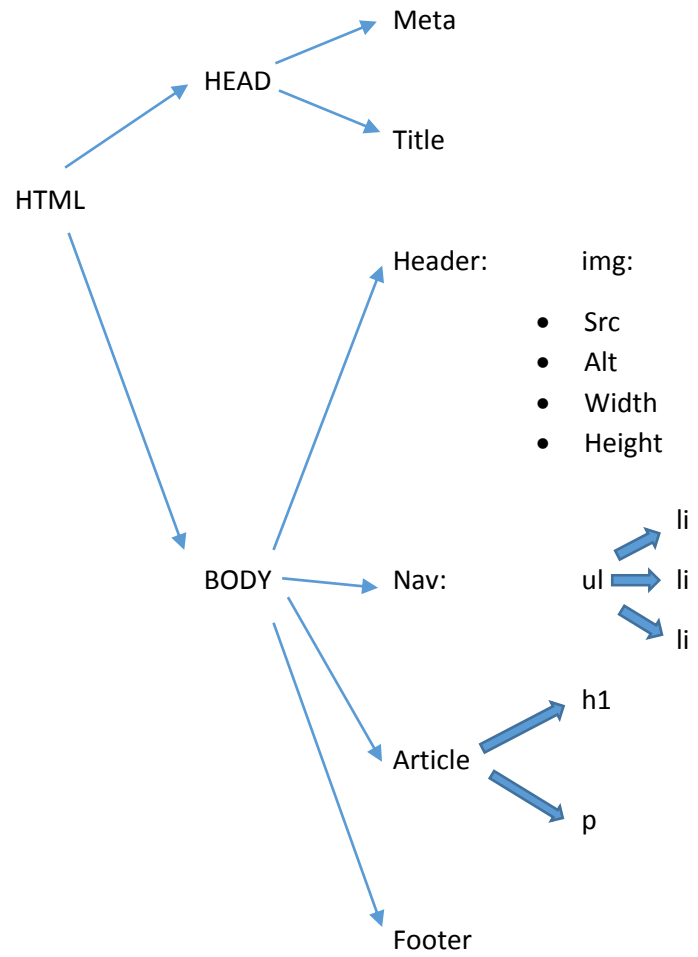 Meta
HEAD
Title
HTML
Header: img:
• Src
• Alt
• Width
• Height
li
BODY Nav: ul li
li
h1
Article
p
Footer